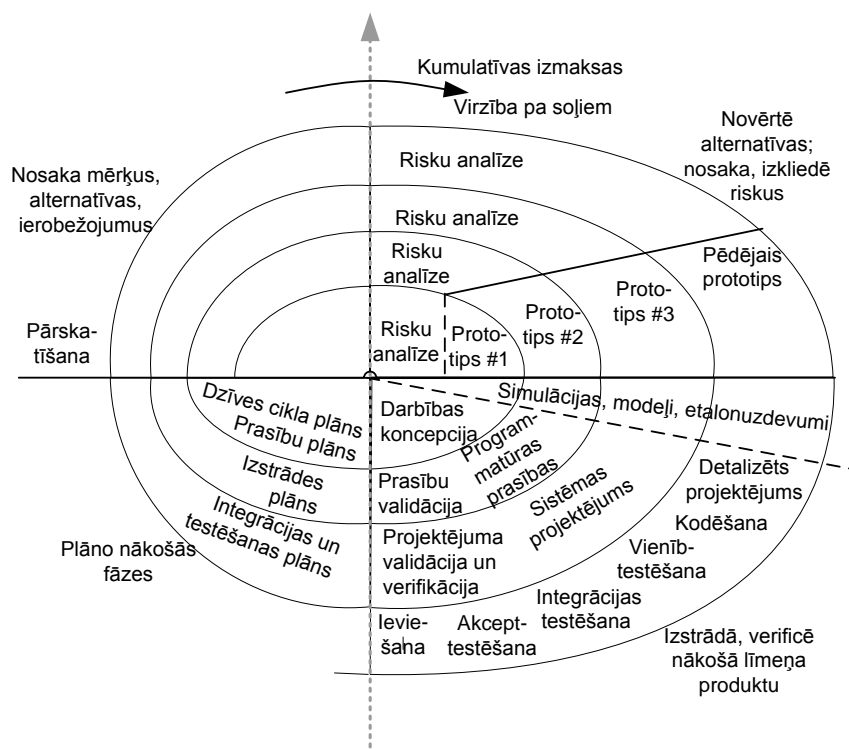 Kumulatīvas izmaksas
Virzība pa soļiem
Nosaka mērķus,
alternatīvas,
ierobežojumus
Novērtē
alternatīvas;
nosaka, izkliedē
riskus
Risku analīze
Risku analīze
Risku
analīze
Risku
analīze
Proto-
tips #1
Proto-
tips #2
Proto-
tips #3
Pēdējais
prototips
Pārska-
tīšana
Simulācijas, modeļi, etalonuzdevumi
Dzīves cikla plāns
Prasību plāns
Darbības
koncepcija
Program-
matūras
prasības
Izstrādes
plāns
Prasību
validācija
Sistēmas
projektējums
Detalizēts
projektējums
Kodēšana
Integrācijas un
testēšanas plāns
Projektējuma
validācija un
verifikācija
Vienīb-
testēšana
Plāno nākošās
fāzes
Integrācijas
testēšana
Ievie-
šana
Akcept-
testēšana
Izstrādā, verificē
nākošā līmeņa
produktu